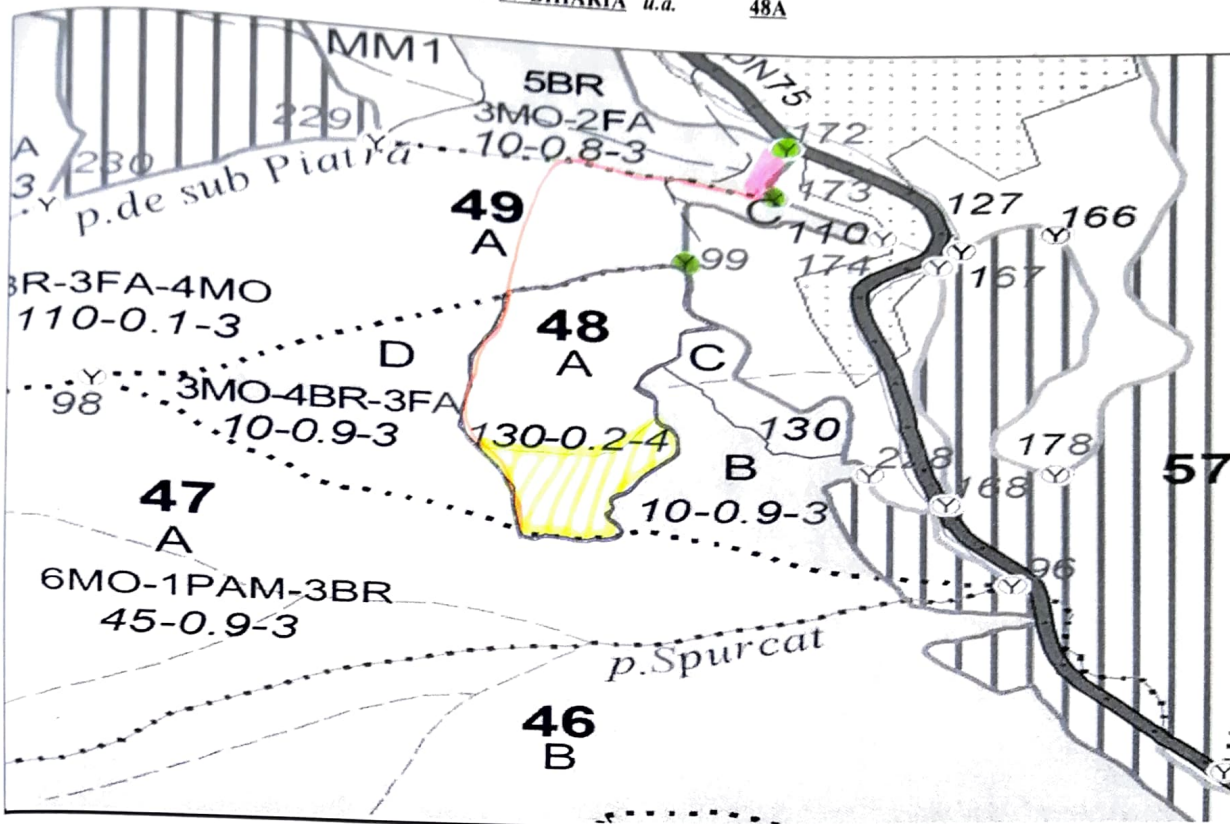 u.a. 48A
MM1
5BR
3MO-2FA
10-0.8-3
DN75
229
172
A
230
3
p.de sub Piatra
173
49
A
C
110
127
166
99
174
167
BR-3FA-4MO
110-0.1-3
48
A
D
C
98
3MO-4BR-3FA
10-0.9-3
130-0.2-4
130
B
178
57
47
A
10-0.9-3
168
96
6MO-1PAM-3BR
45-0.9-3
p.Spurcat
46
B